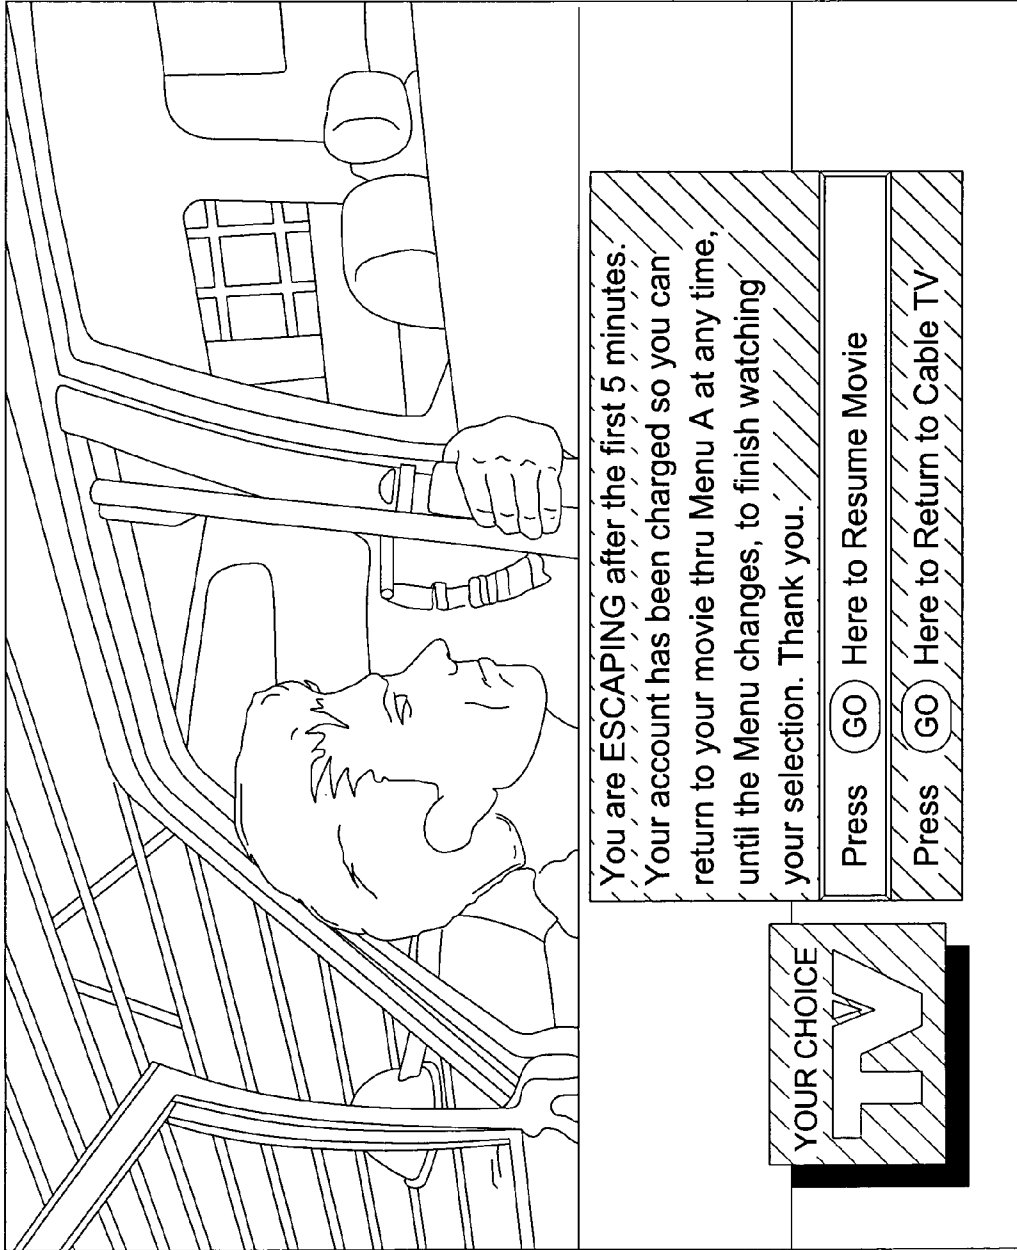 You are ESCAPING after the first 5 minutes.
Your account has been charged so you can
return to your movie thru Menu A at any time,
until the Menu changes, to finish watching
your selection. Thank you.
Press GO Here to Resume Movie
Press GO Here to Return to Cable TV
YOUR CHOICE
TV